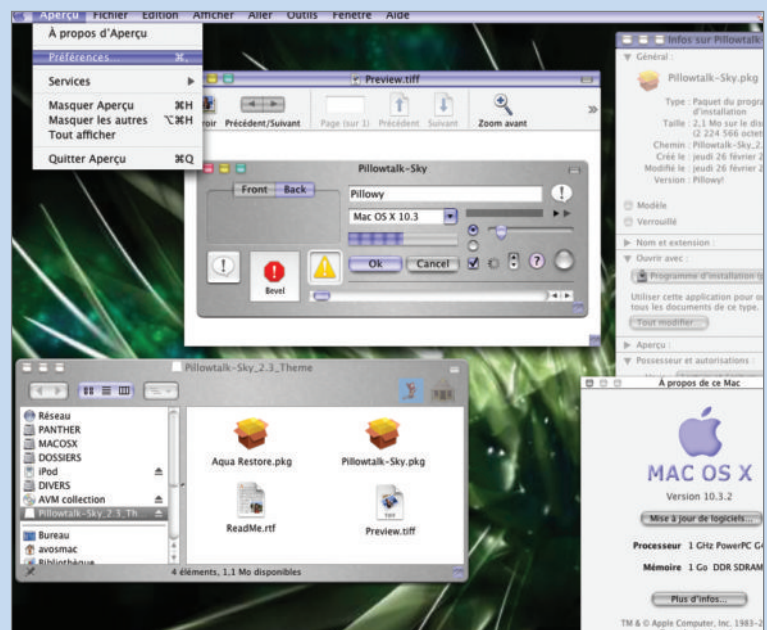 Aperçu Fichier Edition Afficher Aller Outils Fenêtre Aide
À propos d'Aperçu
Préférences... ⌘,
Services
Masquer Aperçu ⌘H
Masquer les autres ⌥⌘H
Tout afficher
Quitter Aperçu ⌘Q
Preview.tiff
Précédent/Suivant Page (sur 1) Précédent Suivant Zoom avant
Pillowtalk-Sky
Front Back
Pillowy
Mac OS X 10.3
Bevel
Ok Cancel
Infos sur Pillowtalk-
Général :
Pillowtalk-Sky.pkg
Type : Paquet du progra
d'installation
Taille : 2,1 Mo sur le dis
(2 224 566 octet
Chemin : Pillowtalk-Sky_2.
Créé le : jeudi 26 février 2
Modifié le : jeudi 26 février 2
Version : Pillowy!
Modèle
Verrouillé
Nom et extension :
Ouvrir avec :
Programme d'installation (p
Utiliser cette application pour o
tous les documents de ce type.
Tout modifier...
Aperçu :
Possesseur et autorisations :
Pillowtalk-Sky_2.3_Theme
Réseau
PANTHER
MACOSX
DOSSIERS
iPod
DIVERS
AVM collection
Pillowtalk-Sky_2.3_Th...
Bureau
avosmac
Bibliothèque
Aqua Restore.pkg
Pillowtalk-Sky.pkg
ReadMe.rtf
Preview.tiff
4 éléments, 1,1 Mo disponibles
À propos de ce Mac
MAC OS X
Version 10.3.2
Mise à jour de logiciels...
Processeur 1 GHz PowerPC G4
Mémoire 1 Go DDR SDRAM
Plus d'infos...
TM & © Apple Computer, Inc. 1983-2